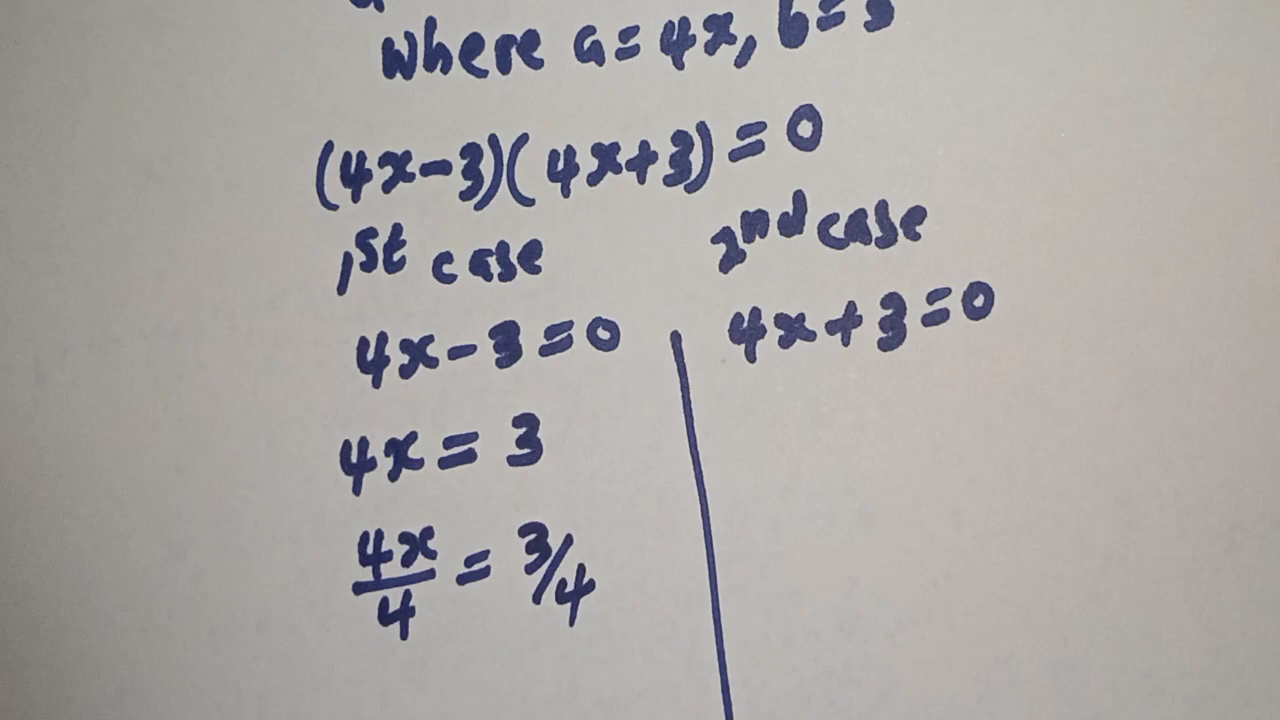 where a=4x, b=3
(4x-3)(4x+3)=0
1st case 2nd case
4x-3=0 4x+3=0
4x=3
4x/4=3/4